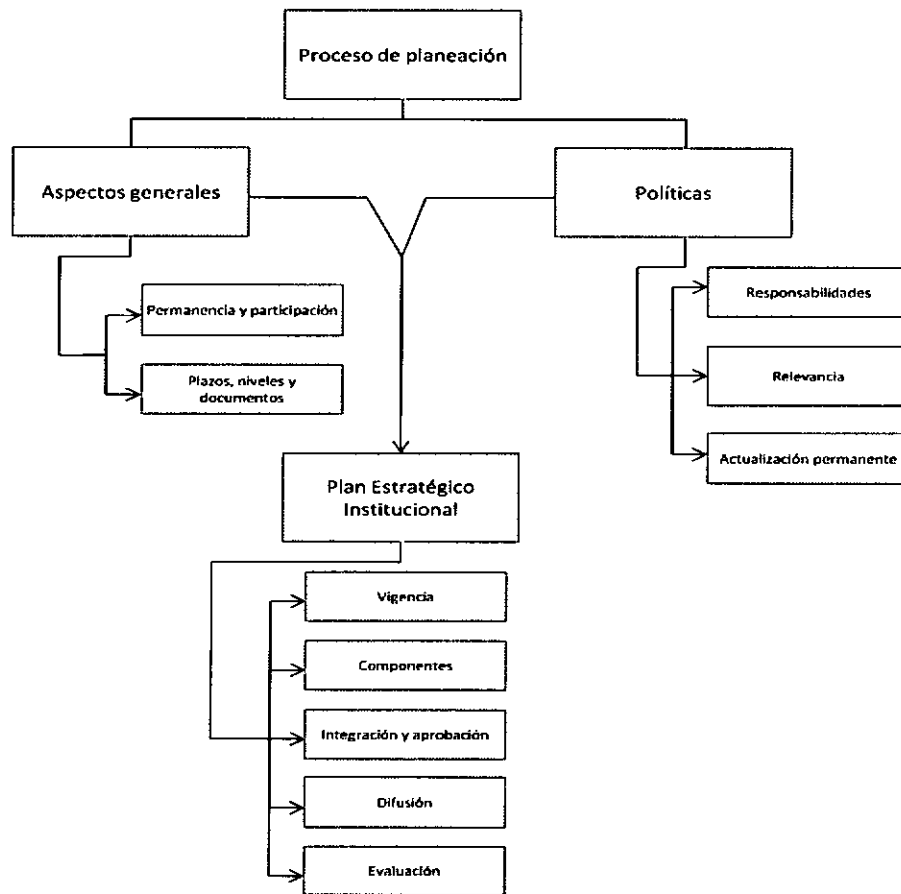 Proceso de planeación
Aspectos generales
Políticas
Permanencia y participación
Plazos, niveles y
documentos
Responsabilidades
Relevancia
Actualización permanente
Plan Estratégico
Institucional
Vigencia
Componentes
Integración y aprobación
Difusión
Evaluación